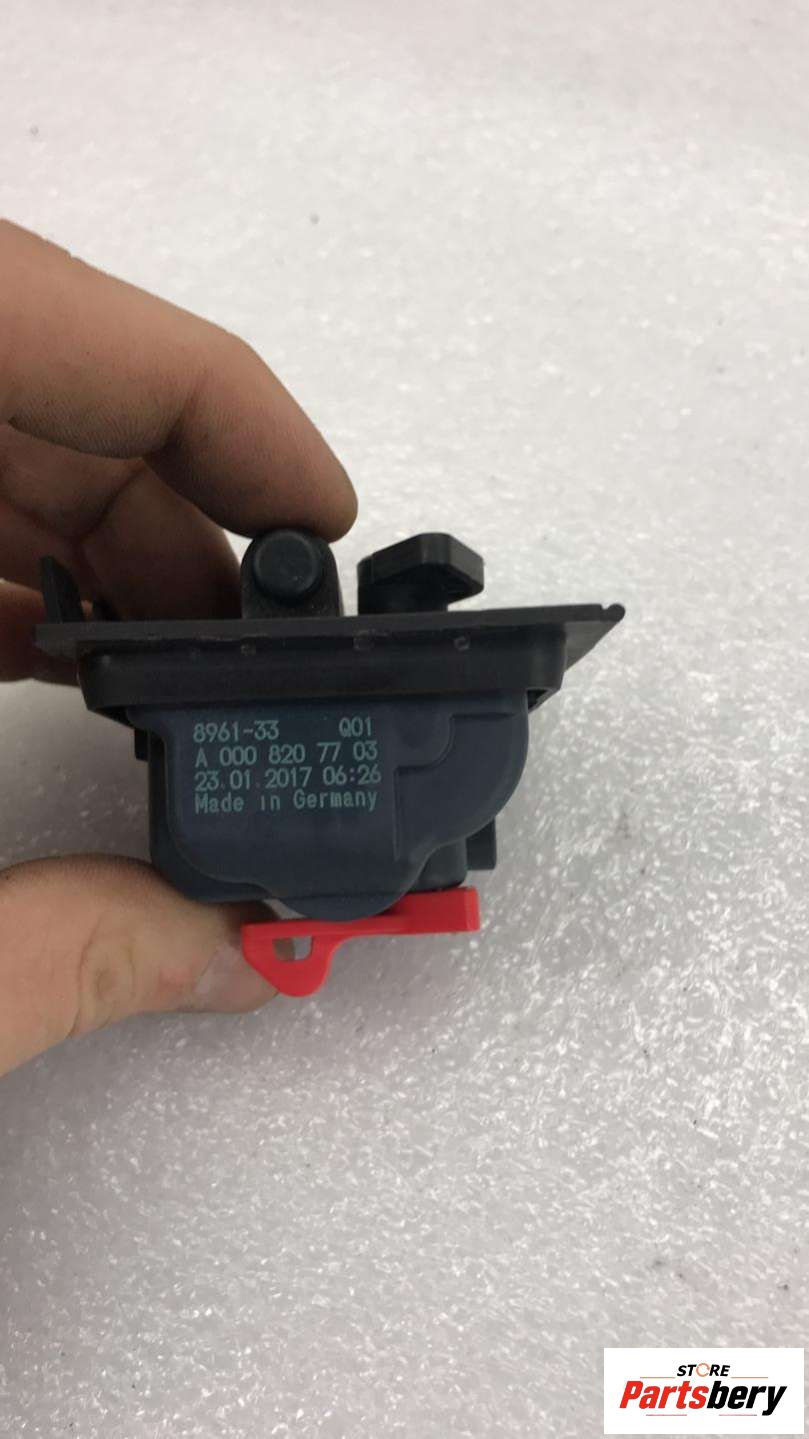 8961-33 Q01
A 000 820 77 03
23.01.2017 06:26
Made in Germany
STORE
Partsbery